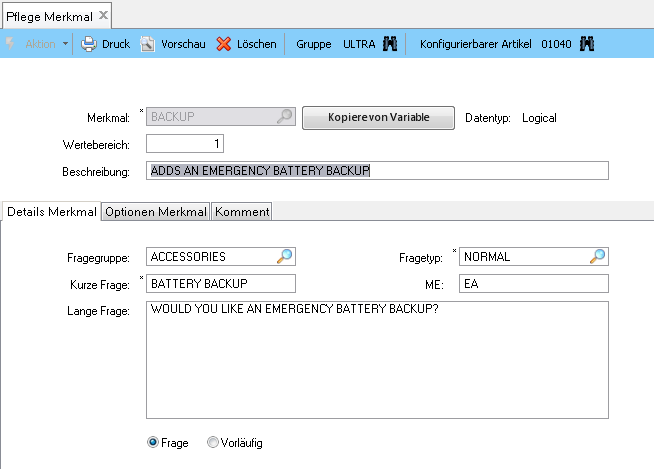 Pflege Merkmal
Aktion Druck Vorschau Löschen Gruppe ULTRA Konfigurierbarer Artikel 01040
Merkmal: * BACKUP Kopiere von Variable Datentyp: Logical
Wertebereich: 1
Beschreibung: ADDS AN EMERGENCY BATTERY BACKUP
Details Merkmal Optionen Merkmal Komment
Fragegruppe: ACCESSORIES Fragetyp: * NORMAL
Kurze Frage: * BATTERY BACKUP ME: EA
Lange Frage: WOULD YOU LIKE AN EMERGENCY BATTERY BACKUP?
Frage Vorläufig